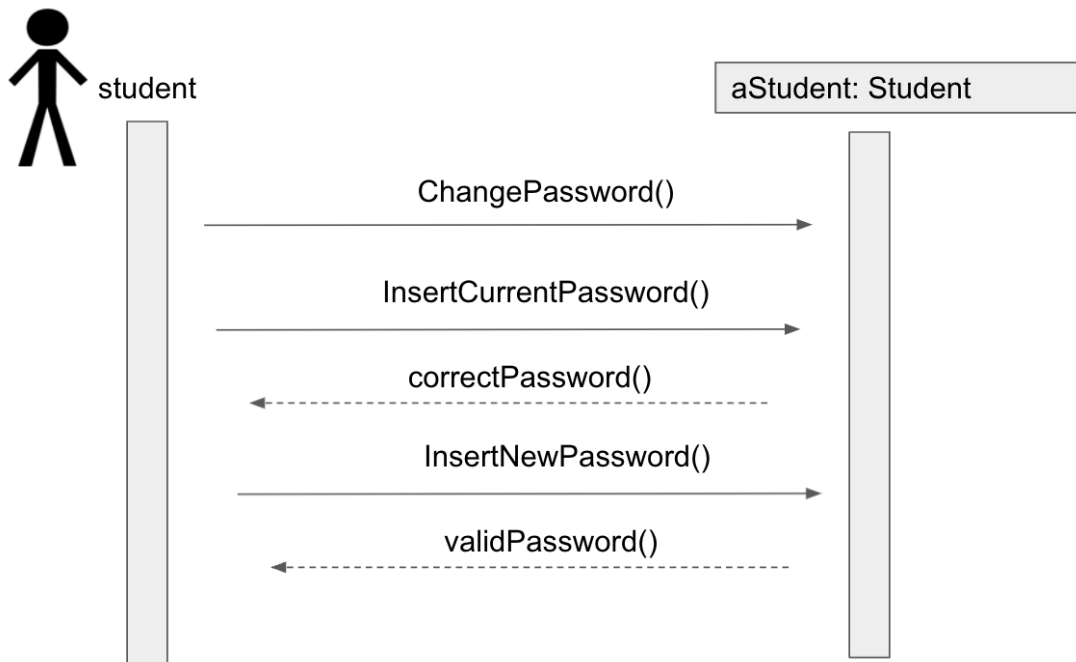 student
aStudent: Student
ChangePassword()
InsertCurrentPassword()
correctPassword()
InsertNewPassword()
validPassword()